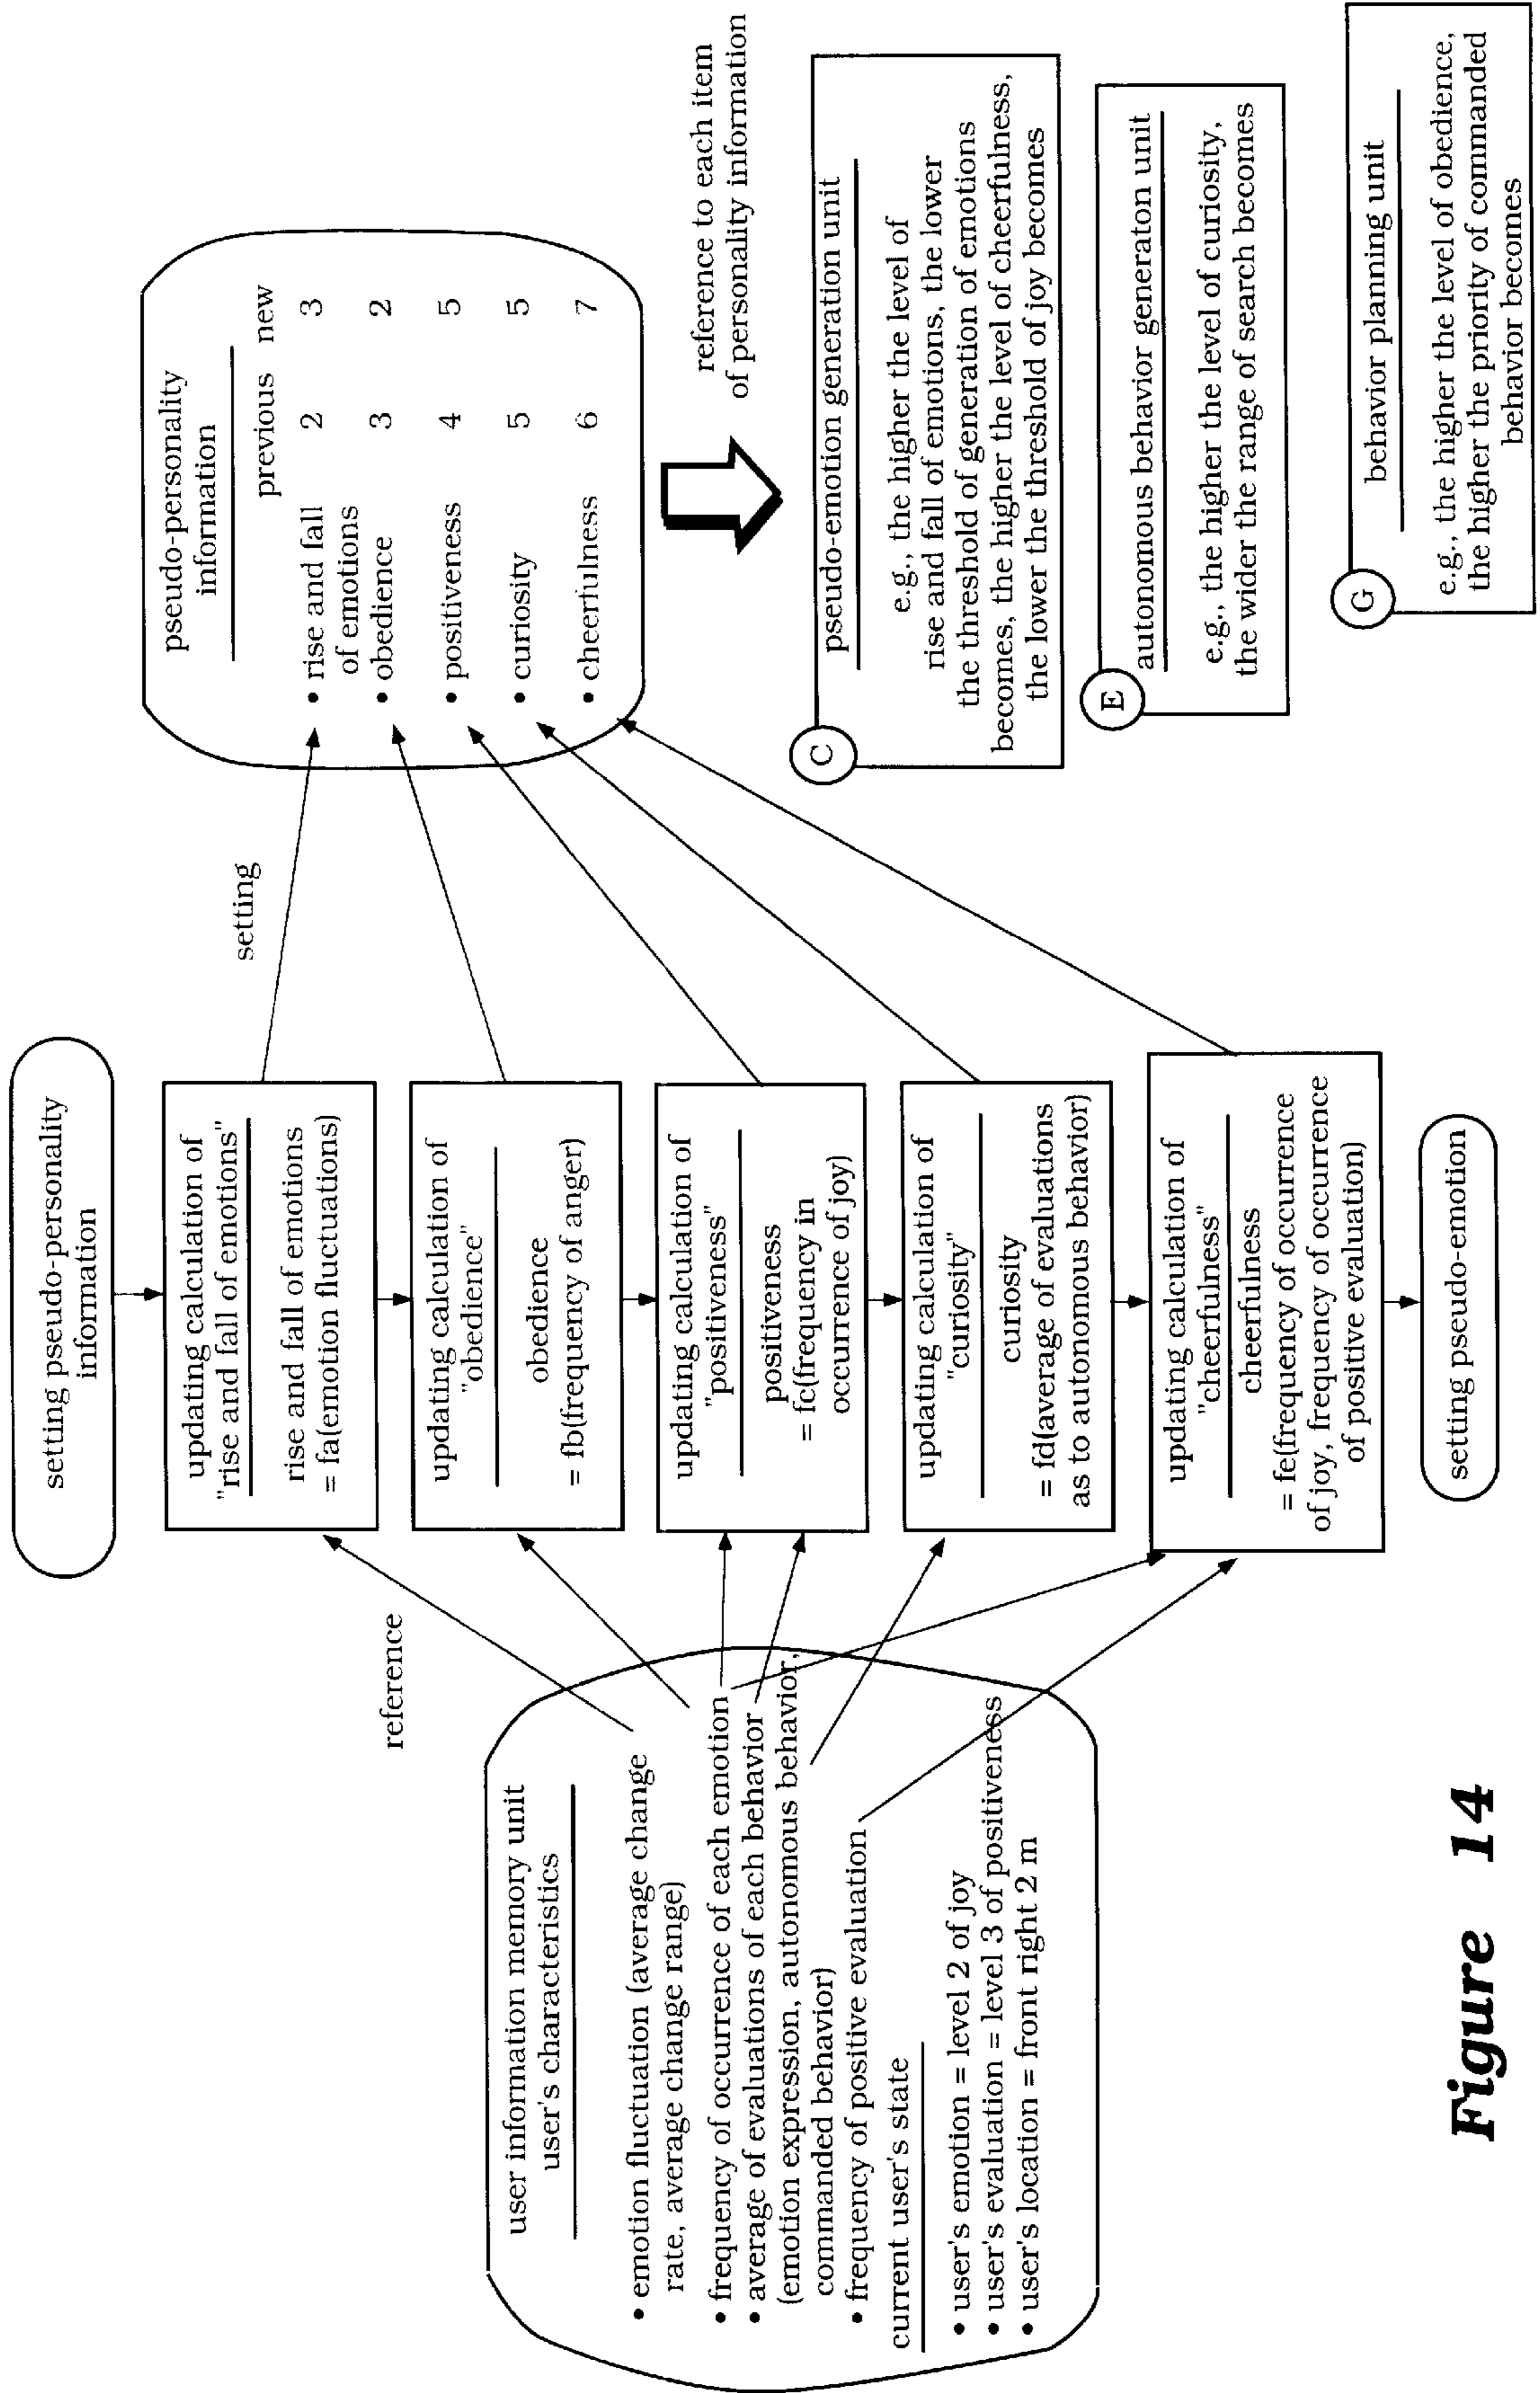 setting pseudo-personality
information
updating calculation of
"rise and fall of emotions"
rise and fall of emotions
= fa(emotion fluctuations)
updating calculation of
"obedience"
obedience
= fb(frequency of anger)
updating calculation of
"positiveness"
positiveness
= fc(frequency in
occurrence of joy)
updating calculation of
"curiosity"
curiosity
= fd(average of evaluations
as to autonomous behavior)
updating calculation of
"cheerfulness"
cheerfulness
= fe(frequency of occurrence
of joy, frequency of occurrence
of positive evaluation)
setting pseudo-emotion
reference
user information memory unit
user's characteristics
• emotion fluctuation (average change
rate, average change range)
• frequency of occurrence of each emotion
• average of evaluations of each behavior
(emotion expression, autonomous behavior,
commanded behavior)
• frequency of positive evaluation
current user's state
• user's emotion = level 2 of joy
• user's evaluation = level 3 of positiveness
• user's location = front right 2 m
setting
pseudo-personality
information
previous new
• rise and fall 2 3
of emotions
• obedience 3 2
• positiveness 4 5
• curiosity 5 5
• cheerfulness 6 7
reference to each item
of personality information
C
pseudo-emotion generation unit
e.g., the higher the level of
rise and fall of emotions, the lower
the threshold of generation of emotions
becomes, the higher the level of cheerfulness,
the lower the threshold of joy becomes
E
autonomous behavior generaton unit
e.g., the higher the level of curiosity,
the wider the range of search becomes
G
behavior planning unit
e.g., the higher the level of obedience,
the higher the priority of commanded
behavior becomes
Figure 14